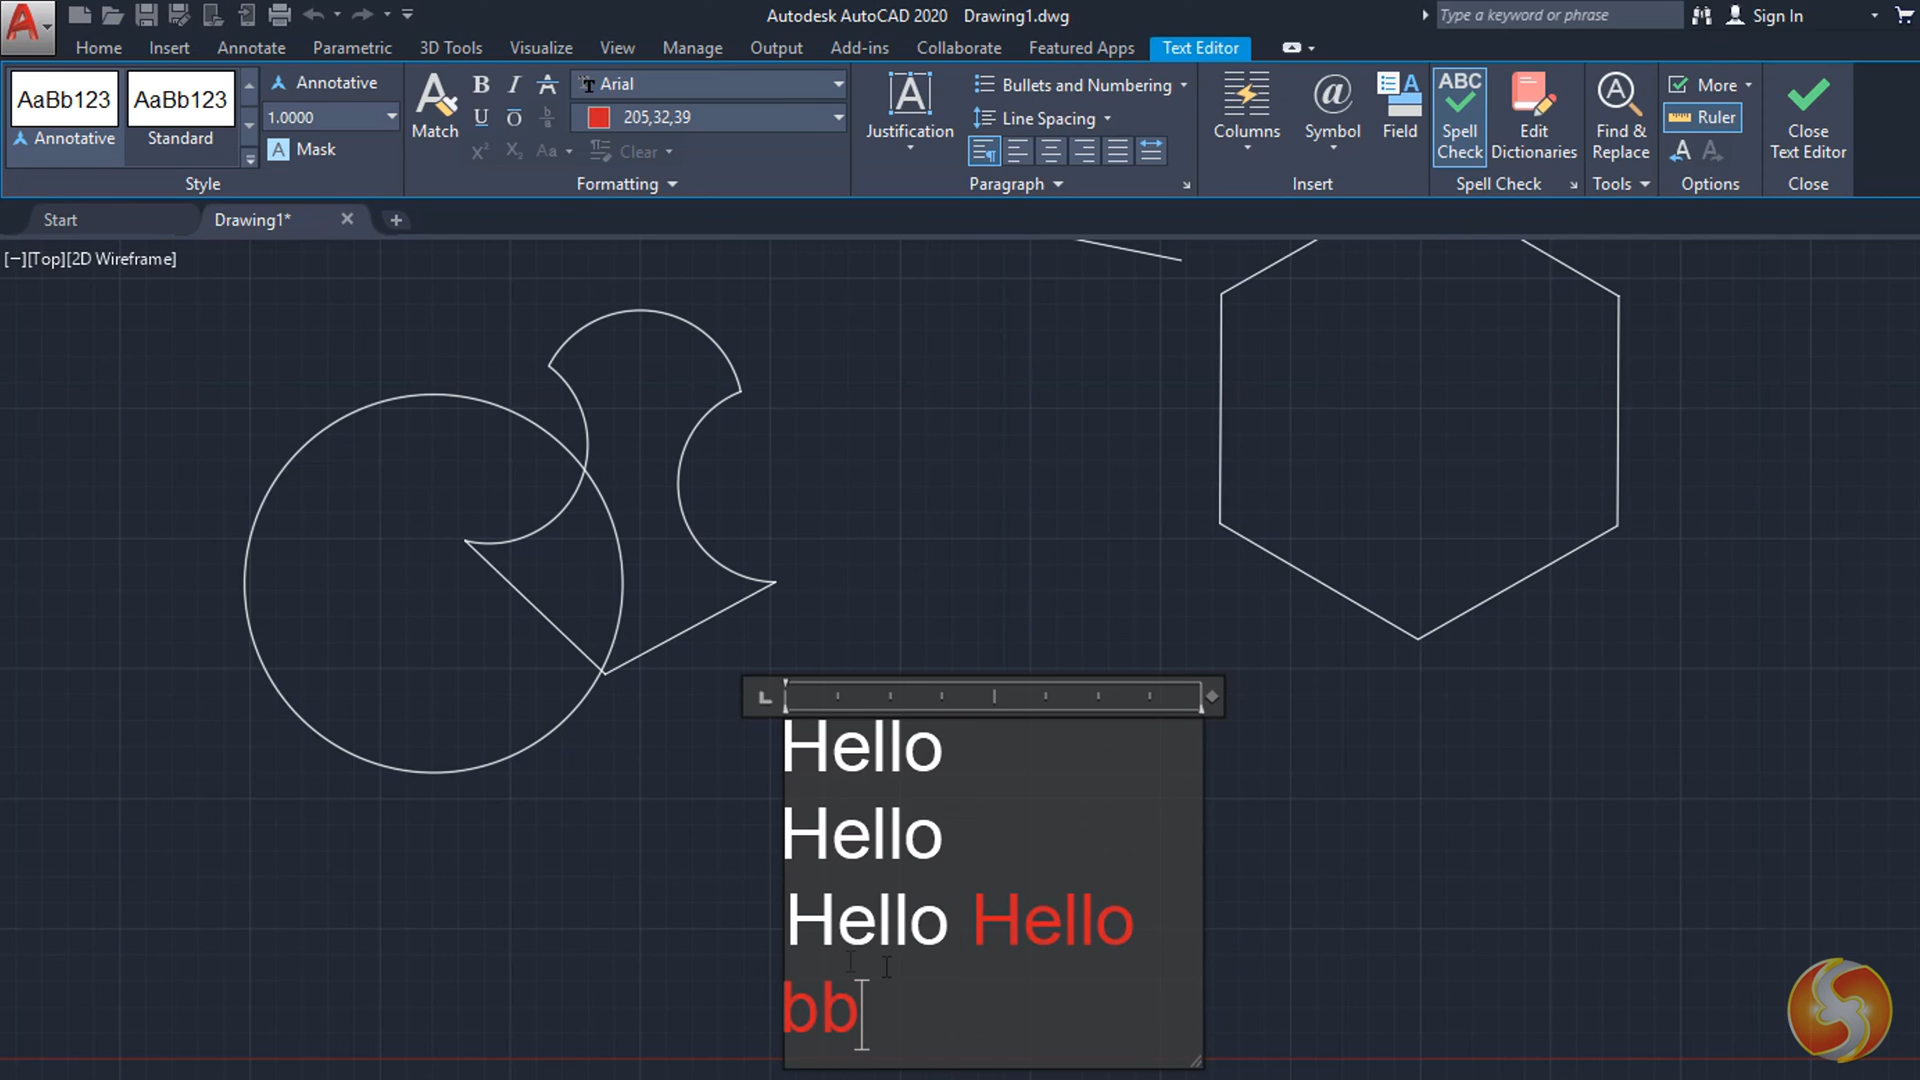 Autodesk AutoCAD 2020 Drawing1.dwg
Type a keyword or phrase
Sign In
Home Insert Annotate Parametric 3D Tools Visualize View Manage Output Add-ins Collaborate Featured Apps Text Editor
AaBb123 AaBb123
Annotative Standard
Annotative
1.0000
A Mask
Style
Match
B I A Arial
U O b/a 205,32,39
X² X₂ Aa Clear
Formatting
Justification
Bullets and Numbering
Line Spacing
Paragraph
Columns Symbol Field
Insert
ABC
Spell Check
Edit Dictionaries
Spell Check
Find & Replace
Tools
More
Ruler
Options
Close Text Editor
Close
Start Drawing1*
[−][Top][2D Wireframe]
Hello
Hello
Hello Hello
bb